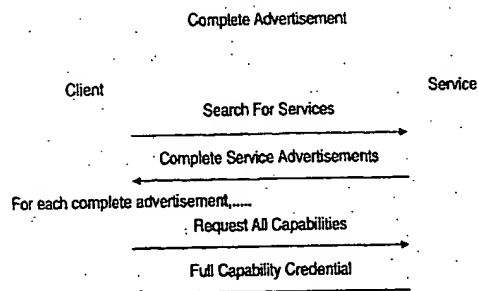 Complete Advertisement
Client
Service
Search For Services
Complete Service Advertisements
For each complete advertisement,.....
Request All Capabilities
Full Capability Credential